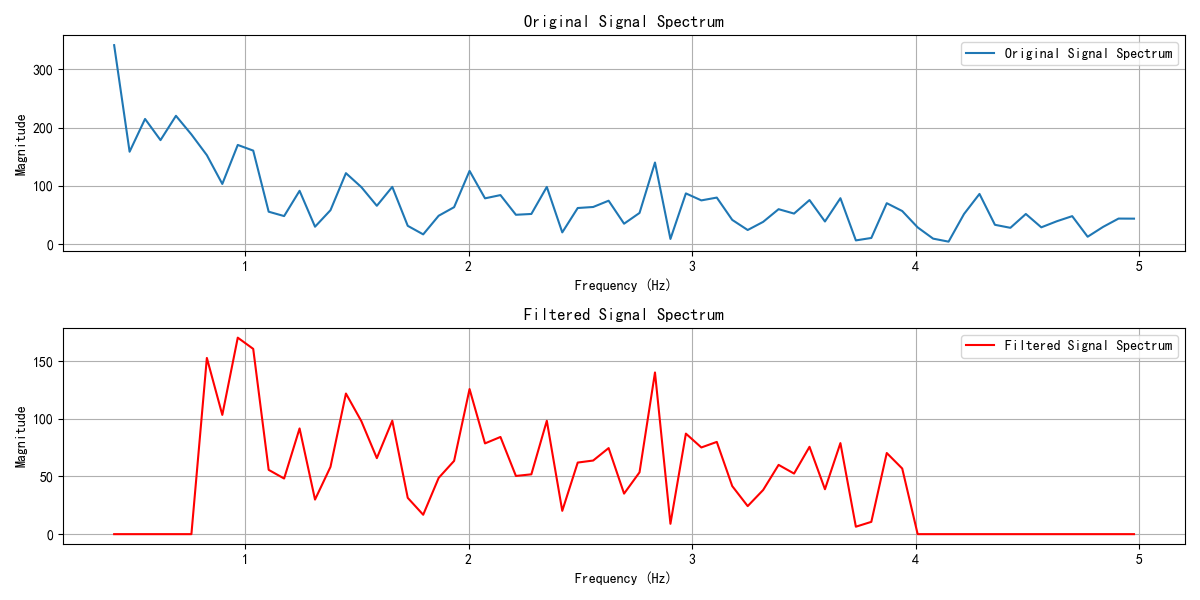 Original Signal Spectrum
Original Signal Spectrum
300
200
100
0
Magnitude
1 2 3 4 5
Frequency (Hz)
Filtered Signal Spectrum
Filtered Signal Spectrum
150
100
50
0
Magnitude
1 2 3 4 5
Frequency (Hz)